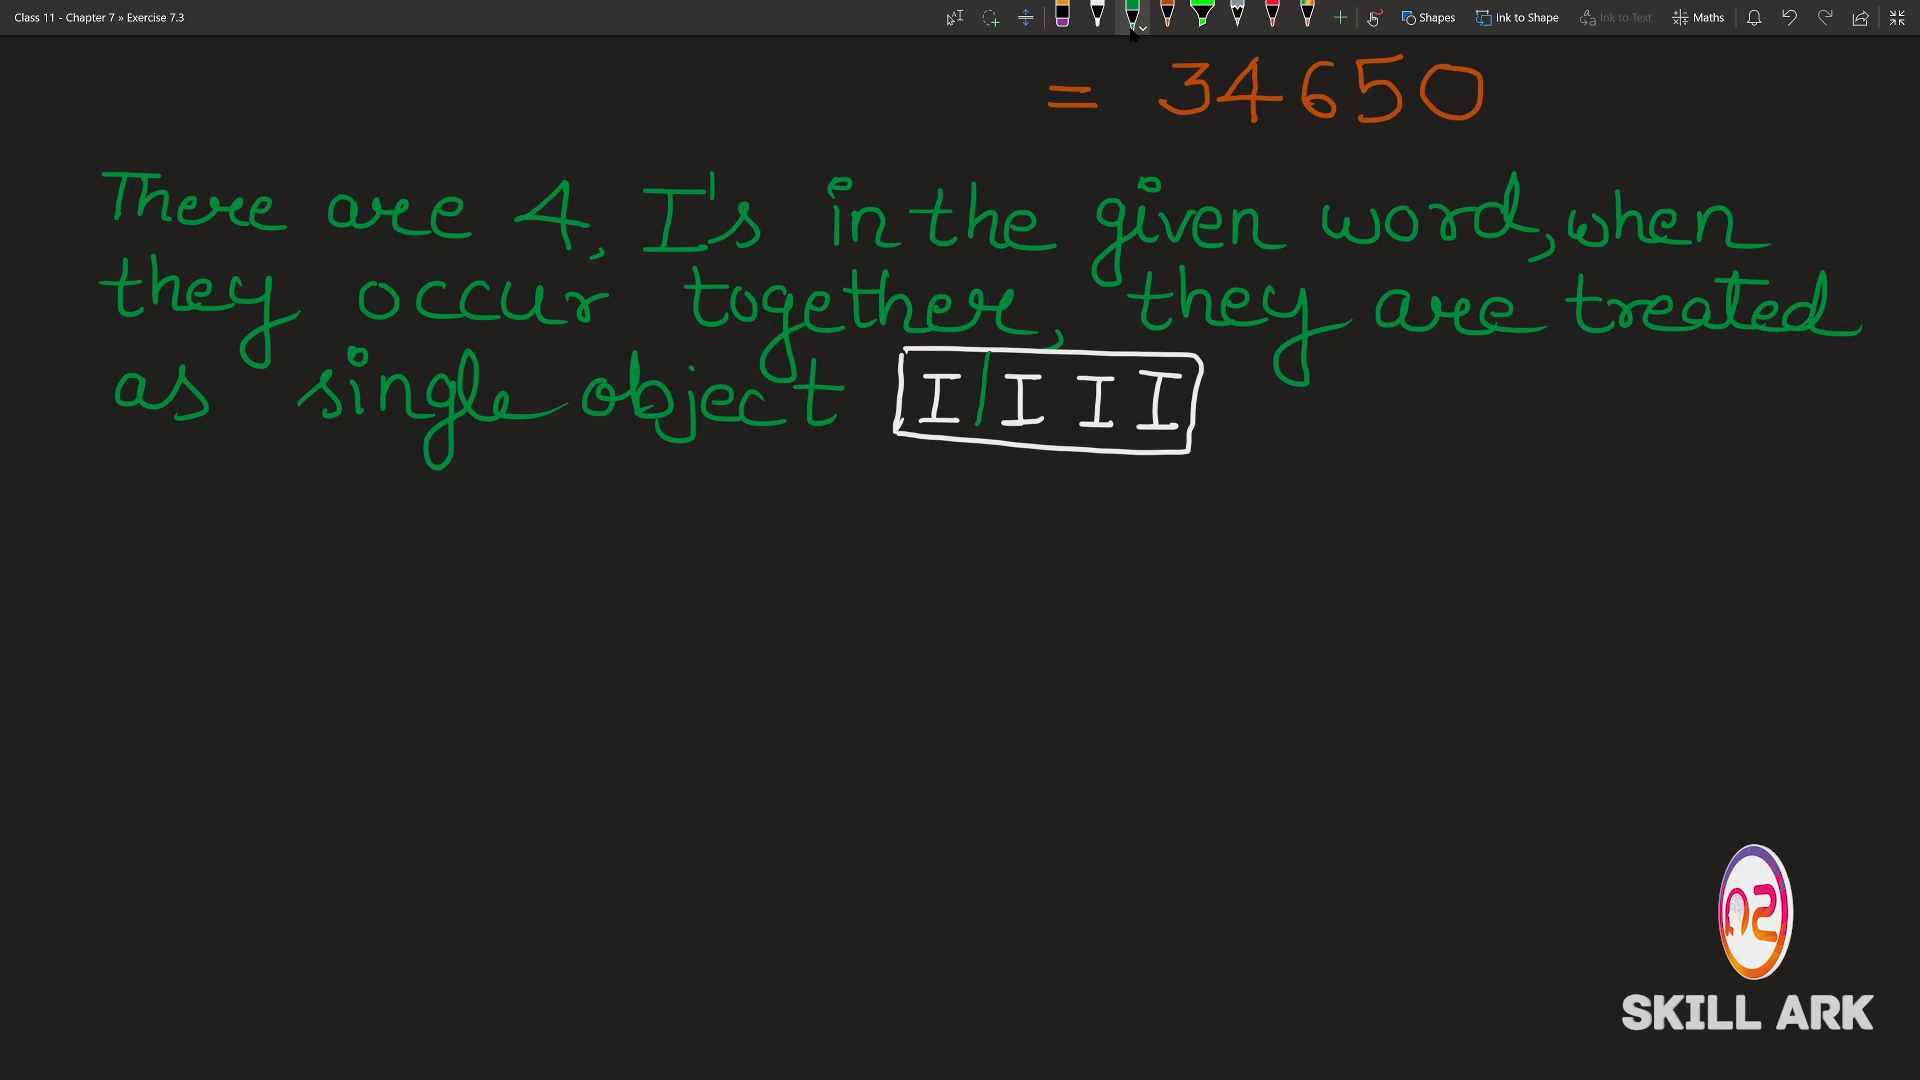 Class 11 - Chapter 7 » Exercise 7.3
Shapes Ink to Shape Ink to Text Maths
= 34650
There are 4, I's in the given word, when
they occur together, they are treated
as single object I I I I
SKILL ARK